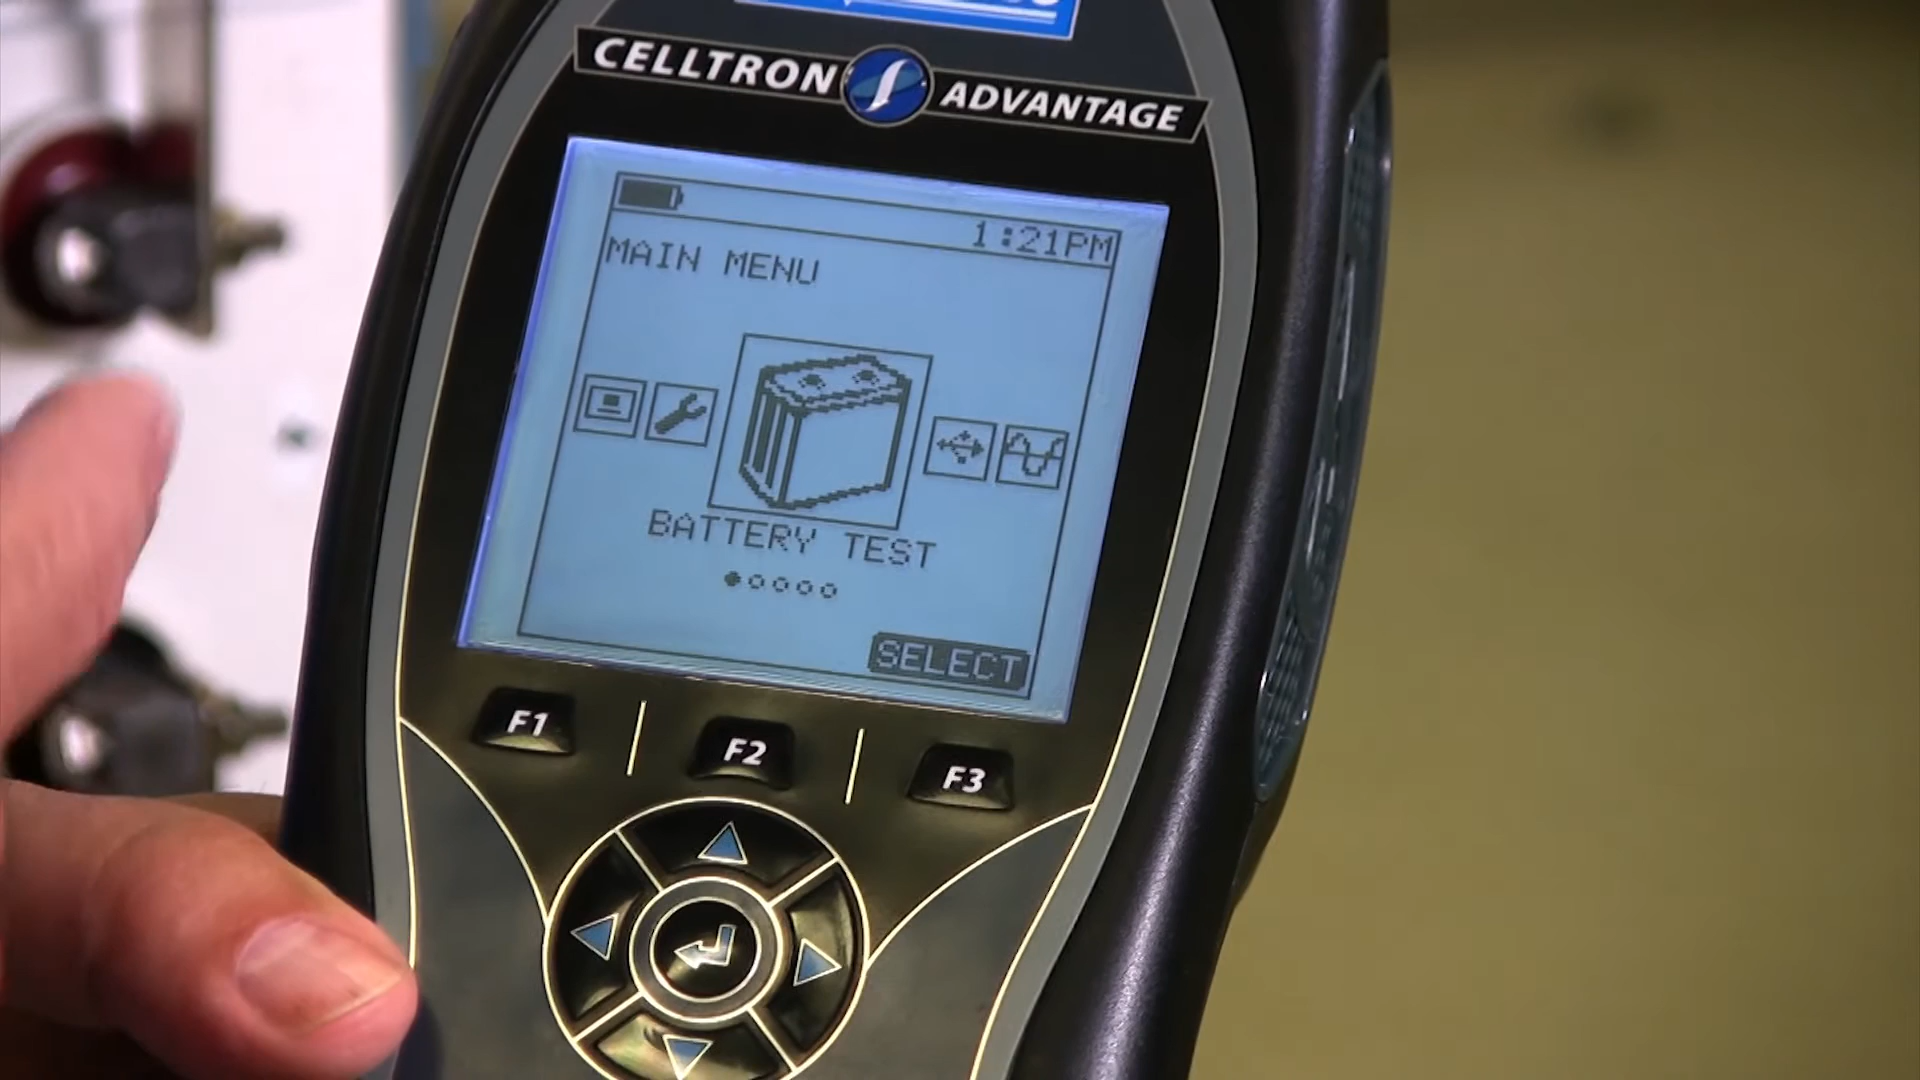 CELLTRON ADVANTAGE
1:21PM
MAIN MENU
BATTERY TEST
SELECT
F1 F2 F3